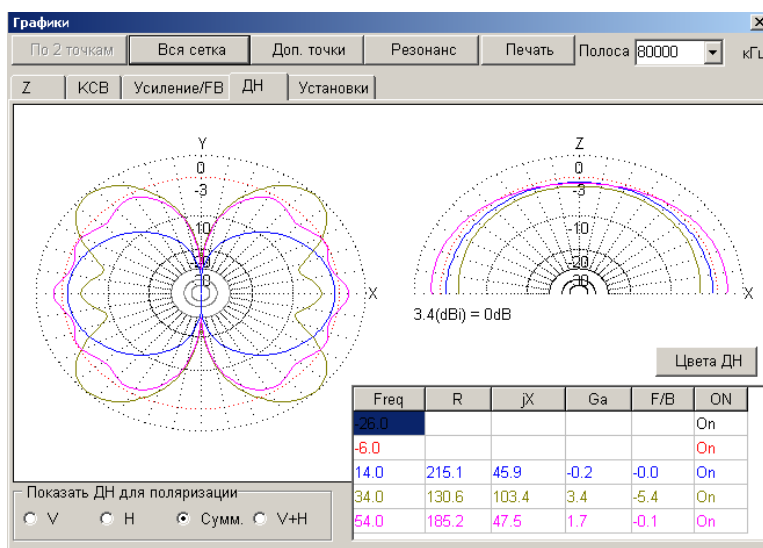 Графики
По 2 точкам Вся сетка Доп. точки Резонанс Печать Полоса 80000 кГц
Z КСВ Усиление/FB ДН Установки
Y Z
0 0
-3 -3
-10 -10
-20 -20
30 30
X X
3.4(dBi) = 0dB
Цвета ДН
Freq R jX Ga F/B ON
-26.0 On
-6.0 On
14.0 215.1 45.9 -0.2 -0.0 On
34.0 130.6 103.4 3.4 -5.4 On
54.0 185.2 47.5 1.7 -0.1 On
Показать ДН для поляризации
V H Сумм. V+H